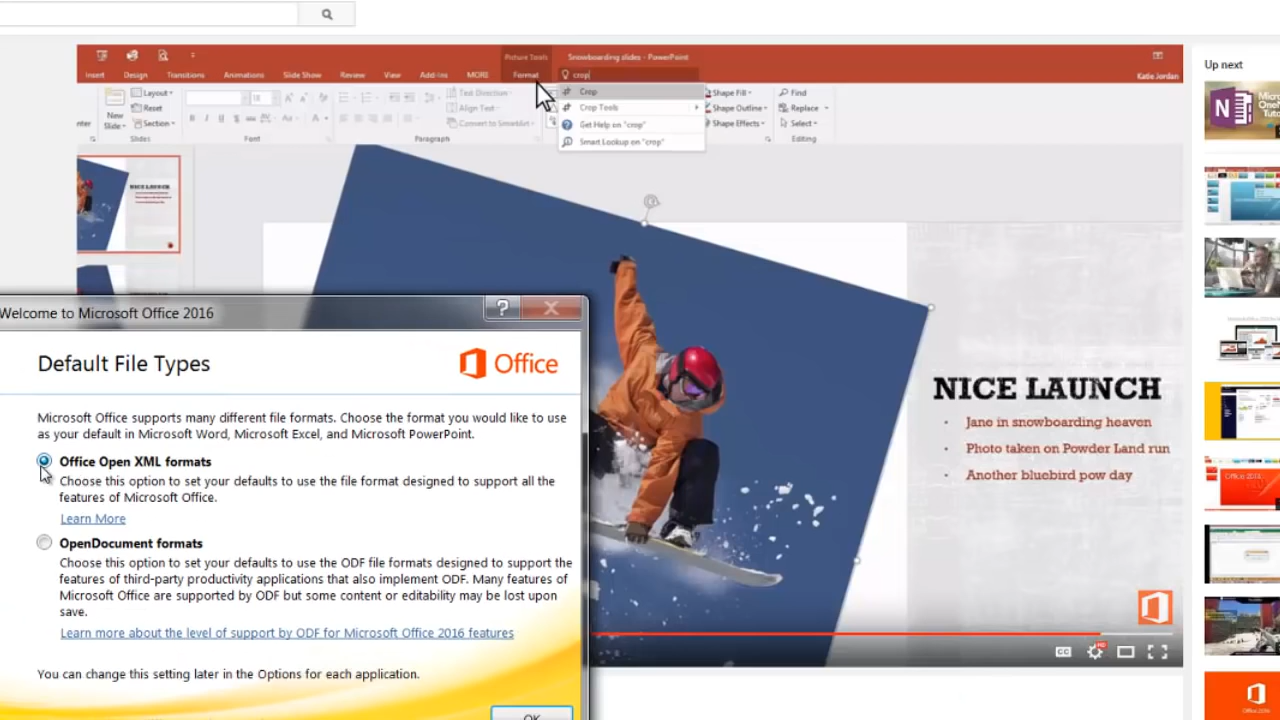 Up next
Picture Tools
Snowboarding slides - PowerPoint
Insert
Design
Transitions
Animations
Slide Show
Review
View
Add-ins
MORE
Format
crop
Katie Jordan
New
Slide
Layout
Reset
Section
Slides
Font
Text Direction
Align Text
Convert to SmartArt
Paragraph
Crop
Crop Tools
Get Help on "crop"
Smart Lookup on "crop"
Shape Fill
Shape Outline
Shape Effects
Find
Replace
Select
Editing
NICE LAUNCH
NICE LAUNCH
• Jane in snowboarding heaven
• Photo taken on Powder Land run
• Another bluebird pow day
CC
HD
Welcome to Microsoft Office 2016
?
Default File Types
Office
Microsoft Office supports many different file formats. Choose the format you would like to use
as your default in Microsoft Word, Microsoft Excel, and Microsoft PowerPoint.
Office Open XML formats
Choose this option to set your defaults to use the file format designed to support all the
features of Microsoft Office.
Learn More
OpenDocument formats
Choose this option to set your defaults to use the ODF file formats designed to support the
features of third-party productivity applications that also implement ODF. Many features of
Microsoft Office are supported by ODF but some content or editability may be lost upon
save.
Learn more about the level of support by ODF for Microsoft Office 2016 features
You can change this setting later in the Options for each application.
OK